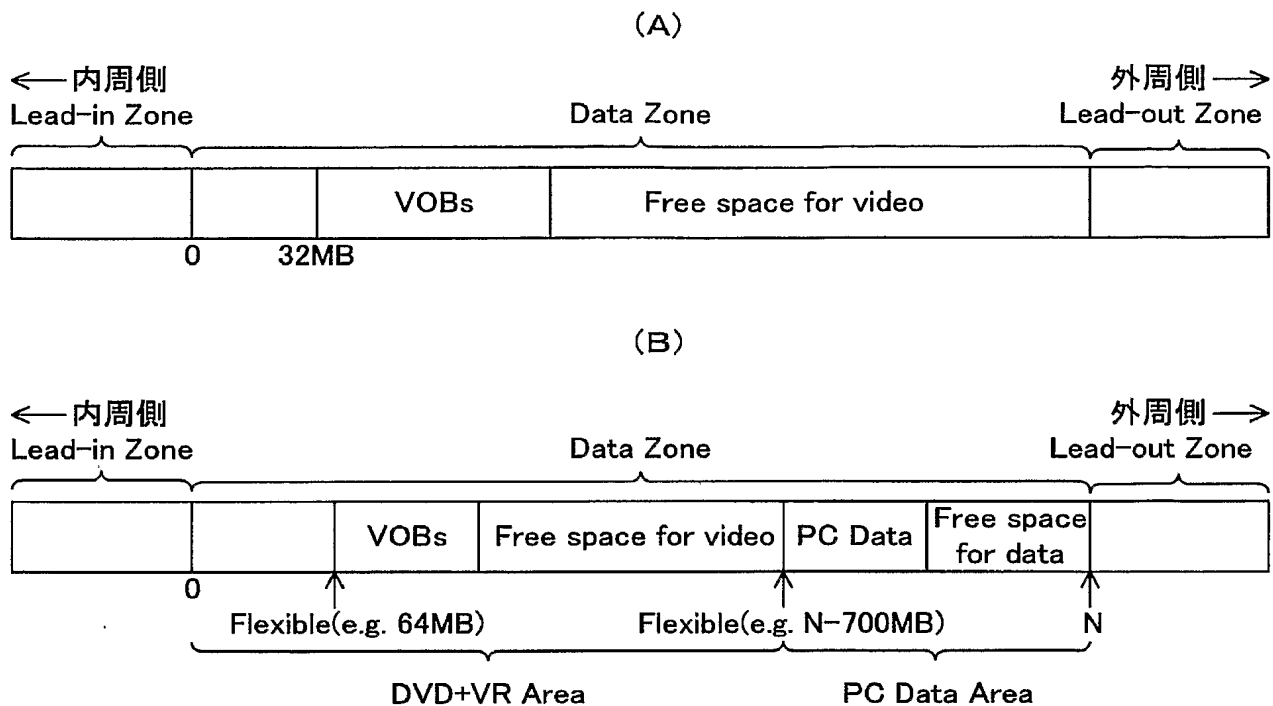 (A)
←内周側
外周側→
Lead-in Zone
Data Zone
Lead-out Zone
VOBs
Free space for video
0
32MB
(B)
←内周側
外周側→
Lead-in Zone
Data Zone
Lead-out Zone
VOBs
Free space for video
PC Data
Free space
for data
0
Flexible(e.g. 64MB)
Flexible(e.g. N-700MB)
N
DVD+VR Area
PC Data Area